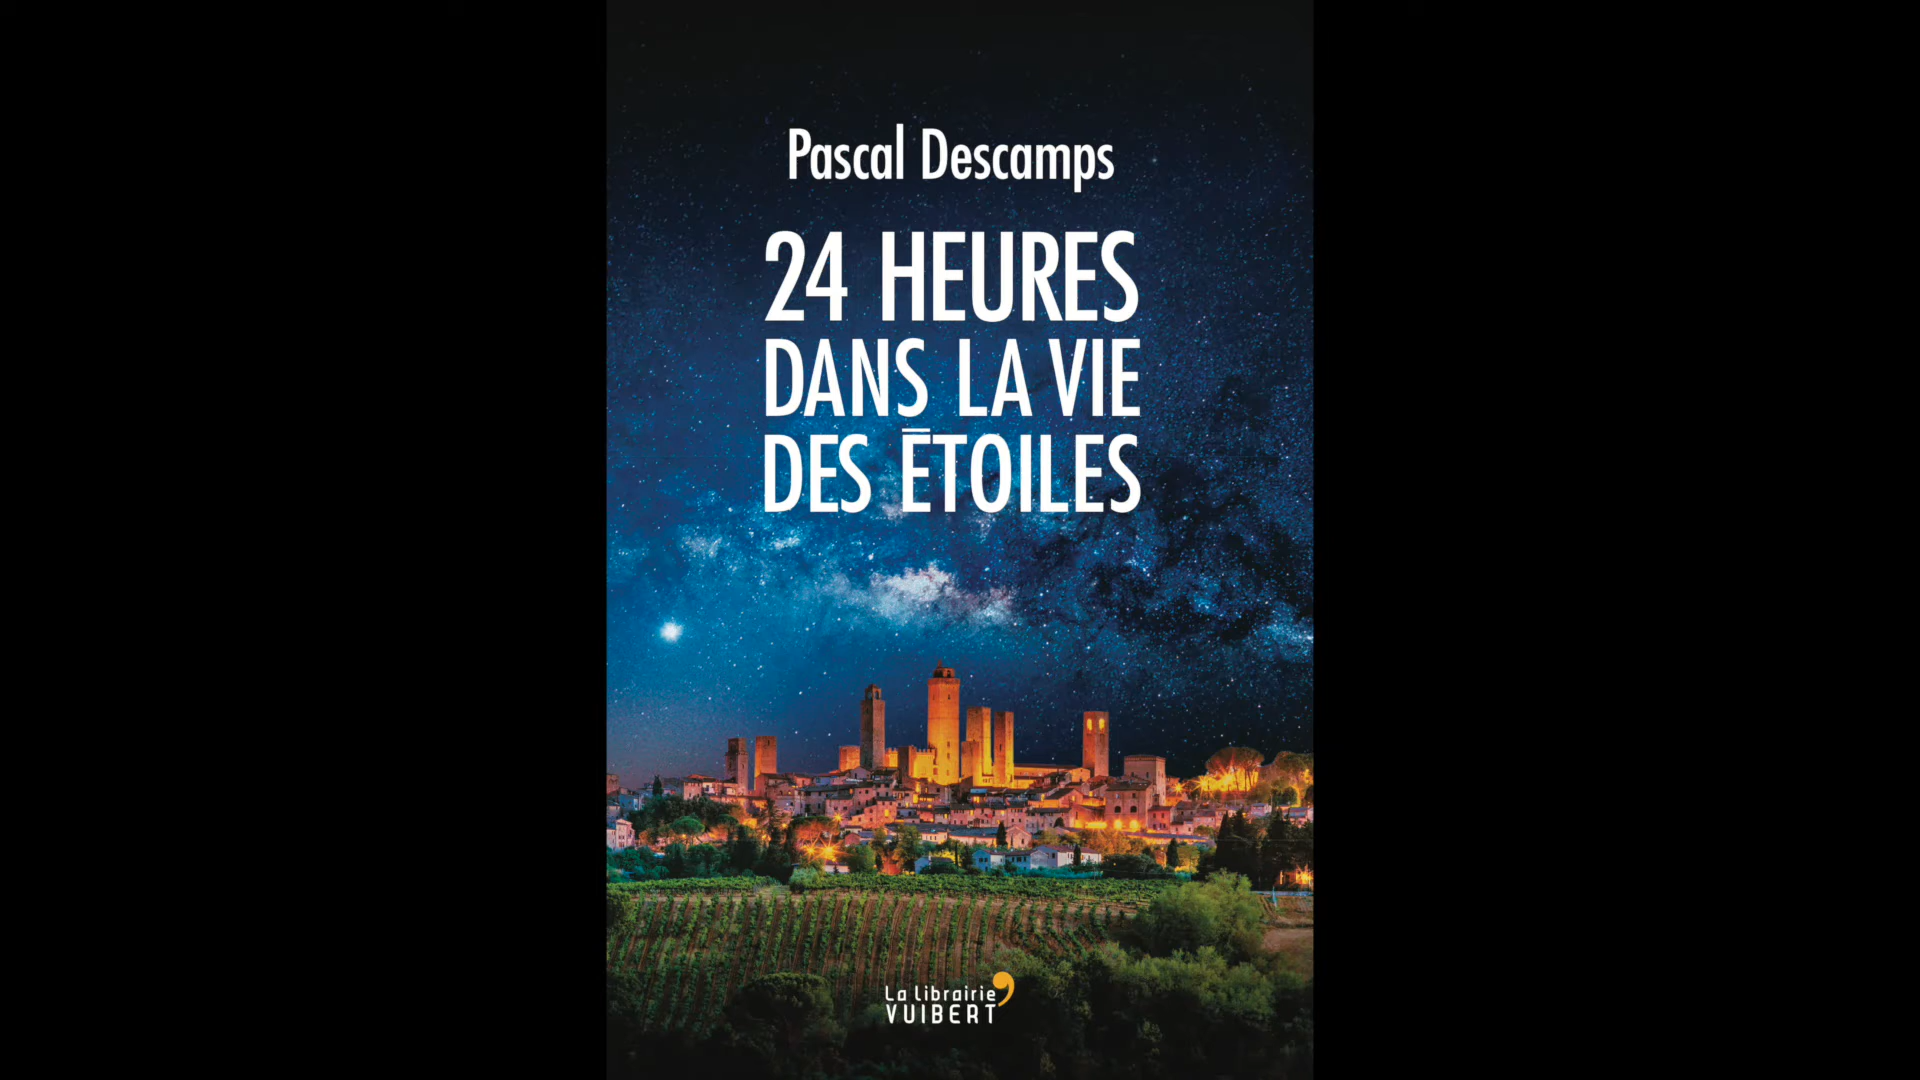 Pascal Descamps
24 HEURES
DANS LA VIE
DES ÉTOILES
La Librairie
VUIBERT